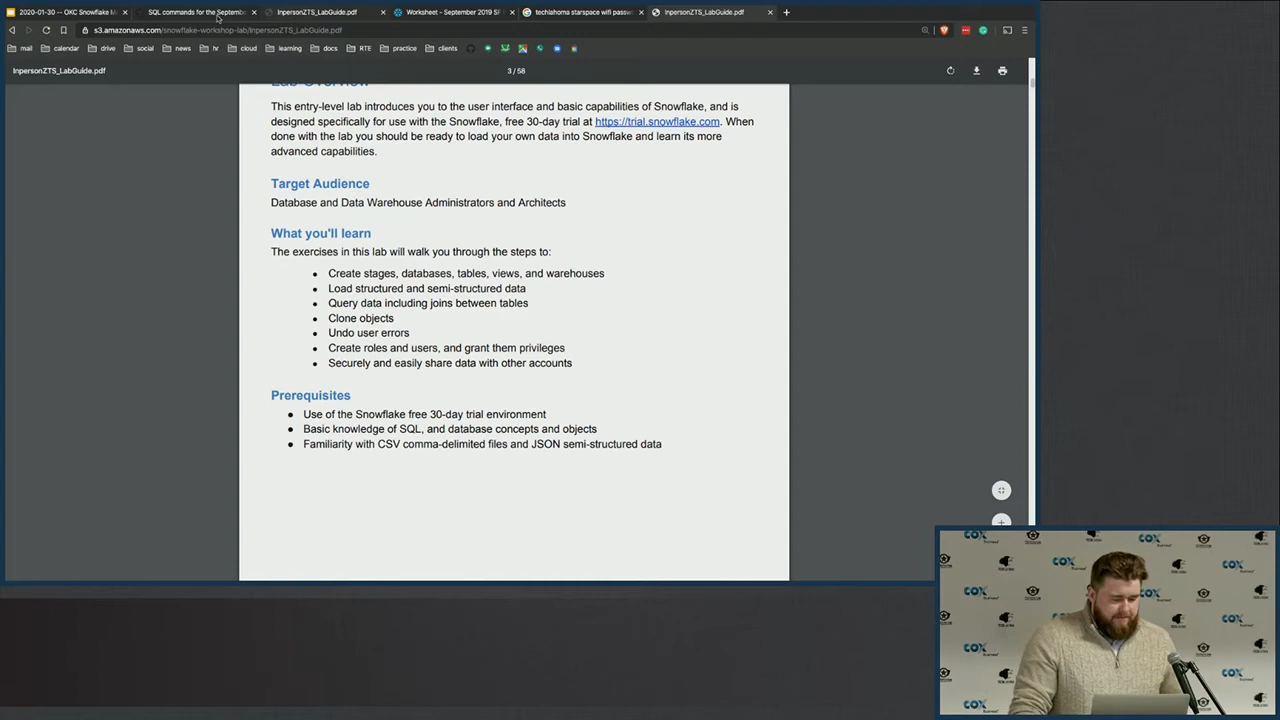 2020-01-30 -- OKC Snowflake M
SQL commands for the Septemb
InpersonZTS_LabGuide.pdf
Worksheet - September 2019 SF
techlahoma starspace wifi passw
InpersonZTS_LabGuide.pdf
s3.amazonaws.com/snowflake-workshop-lab/InpersonZTS_LabGuide.pdf
mail
calendar
drive
social
news
hr
cloud
learning
docs
RTE
practice
clients
InpersonZTS_LabGuide.pdf
3 / 58
Lab Overview
This entry-level lab introduces you to the user interface and basic capabilities of Snowflake, and is
designed specifically for use with the Snowflake, free 30-day trial at https://trial.snowflake.com. When
done with the lab you should be ready to load your own data into Snowflake and learn its more
advanced capabilities.
Target Audience
Database and Data Warehouse Administrators and Architects
What you'll learn
The exercises in this lab will walk you through the steps to:
Create stages, databases, tables, views, and warehouses
Load structured and semi-structured data
Query data including joins between tables
Clone objects
Undo user errors
Create roles and users, and grant them privileges
Securely and easily share data with other accounts
Prerequisites
Use of the Snowflake free 30-day trial environment
Basic knowledge of SQL, and database concepts and objects
Familiarity with CSV comma-delimited files and JSON semi-structured data
COX
COX
COX
COX
COX